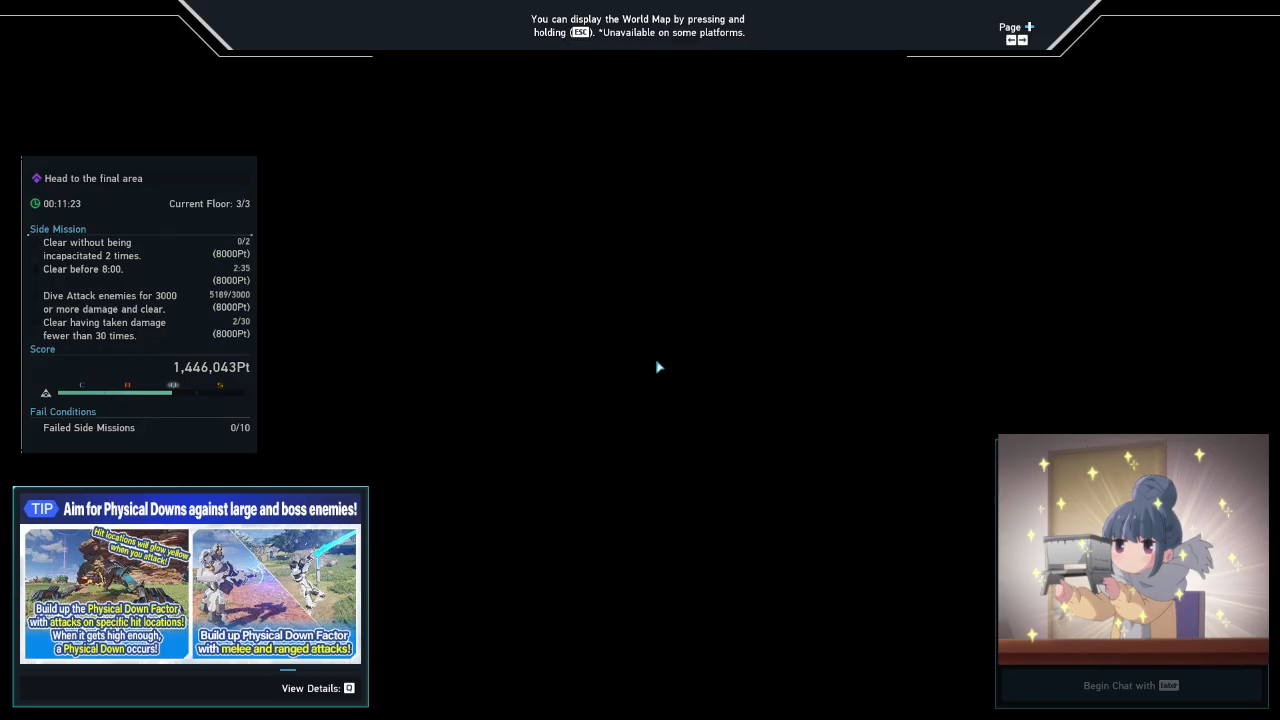 You can display the World Map by pressing and
holding (ESC). *Unavailable on some platforms.
Page
Head to the final area
00:11:23 Current Floor: 3/3
Side Mission
Clear without being 0/2
incapacitated 2 times. (8000Pt)
Clear before 8:00. 2:35
(8000Pt)
Dive Attack enemies for 3000 5189/3000
or more damage and clear. (8000Pt)
Clear having taken damage 2/30
fewer than 30 times. (8000Pt)
Score
1,446,043Pt
C B A S
Fail Conditions
Failed Side Missions 0/10
TIP Aim for Physical Downs against large and boss enemies!
Hit locations will glow yellow
when you attack!
Build up the Physical Down Factor
with attacks on specific hit locations!
When it gets high enough,
a Physical Down occurs!
Build up Physical Down Factor
with melee and ranged attacks!
View Details: Q
Begin Chat with Enter